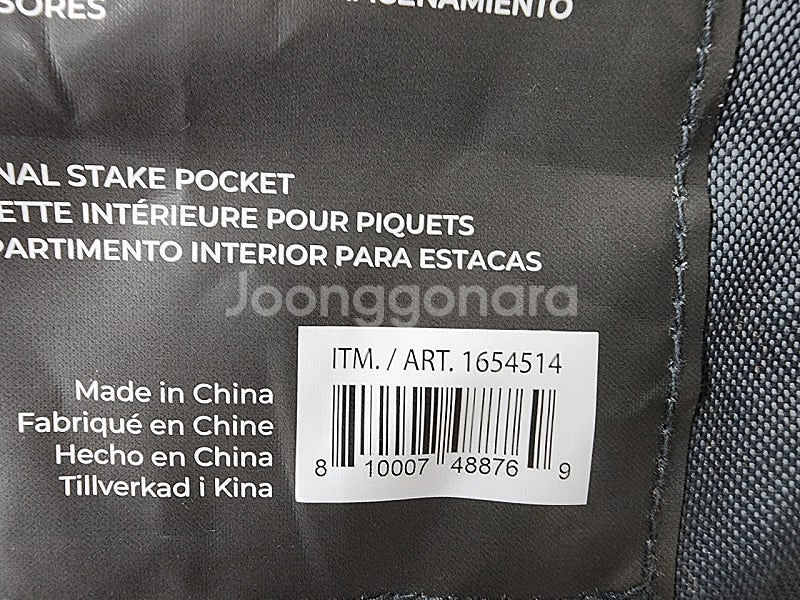 SORES
NAL STAKE POCKET
ETTE INTÉRIEURE POUR PIQUETS
PARTIMENTO INTERIOR PARA ESTACAS
Joonggonara
ITM. / ART. 1654514
Made in China
Fabriqué en Chine
Hecho en China
Tillverkad i Kina
8 10007 48876 9